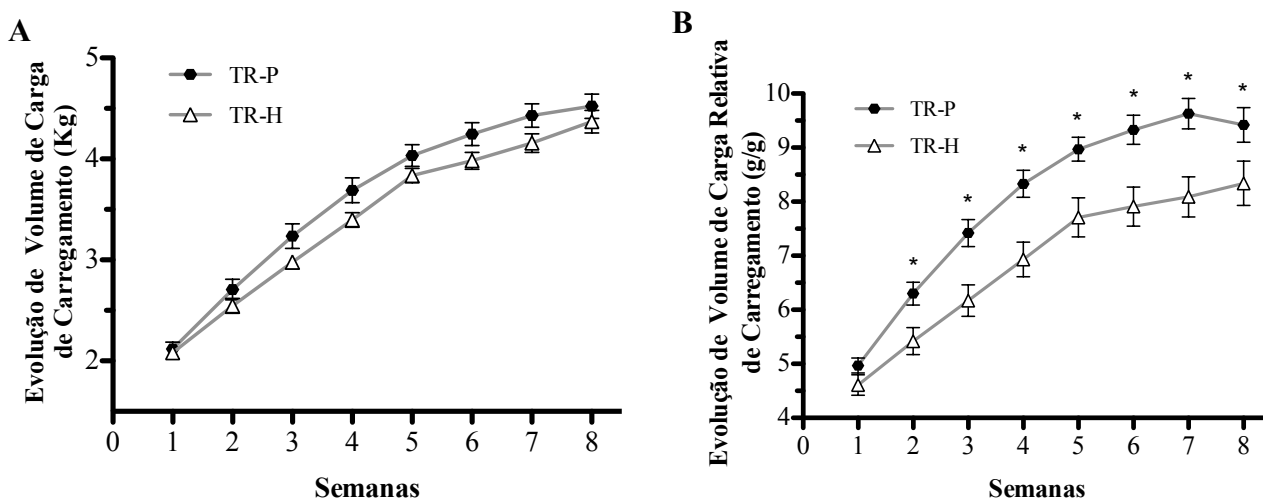 A
Evolução de Volume de Carga
de Carregamento (Kg)
5
4
3
2
TR-P
TR-H
0 1 2 3 4 5 6 7 8
Semanas
B
Evolução de Volume de Carga Relativa
de Carregamento (g/g)
10
9
8
7
6
5
4
TR-P
TR-H
* * * * * * *
0 1 2 3 4 5 6 7 8
Semanas